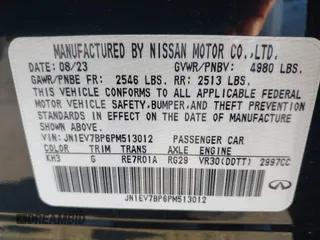 MANUFACTURED BY NISSAN MOTOR CO.,LTD.
DATE: 08/23 GVWR/PNBV: 4980 LBS.
GAWR/PNBE FR: 2546 LBS. RR: 2513 LBS.
THIS VEHICLE CONFORMS TO ALL APPLICABLE FEDERAL
MOTOR VEHICLE SAFETY,BUMPER,AND THEFT PREVENTION
STANDARDS IN EFFECT ON THE DATE OF MANUFACTURE
SHOWN ABOVE.
JN1EV7BP6PM513012 PASSENGER CAR
COLOR TRIM TRANS AXLE ENGINE
KH3 G RE7R01A RG29 VR30(DDTT) 2997CC
JN1EV7BP6PM513012